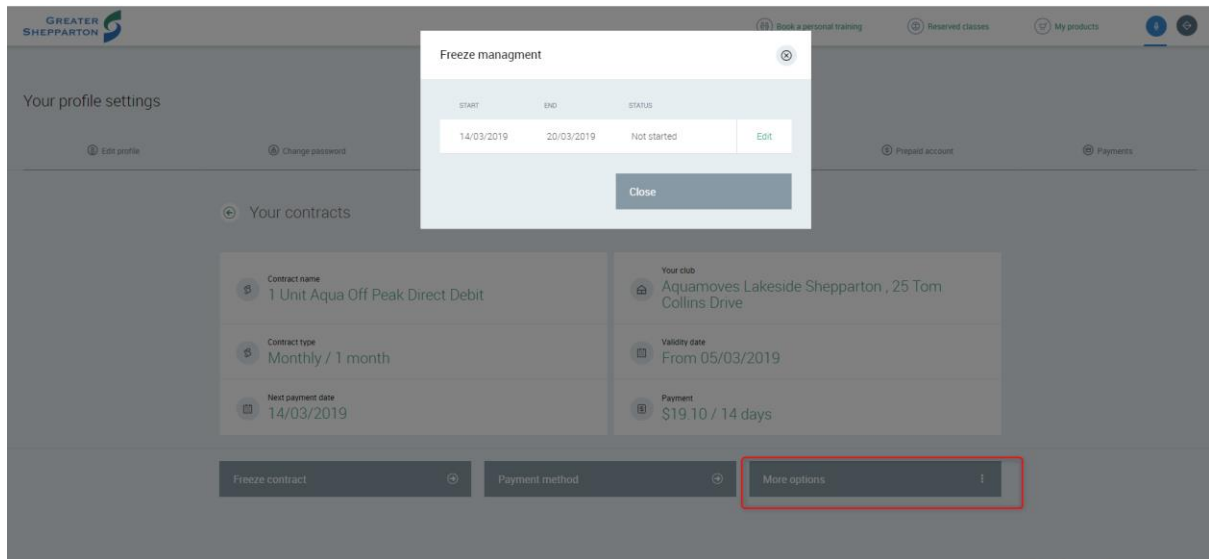 GREATER
SHEPPARTON
Book a personal training
Reserved classes
My products
Freeze managment
START END STATUS
14/03/2019 20/03/2019 Not started Edit
Close
Your profile settings
Edit profile
Change password
Prepaid account
Payments
Your contracts
Contract name
1 Unit Aqua Off Peak Direct Debit
Your club
Aquamoves Lakeside Shepparton , 25 Tom
Collins Drive
Contract type
Monthly / 1 month
Validity date
From 05/03/2019
Next payment date
14/03/2019
Payment
$19.10 / 14 days
Freeze contract
Payment method
More options